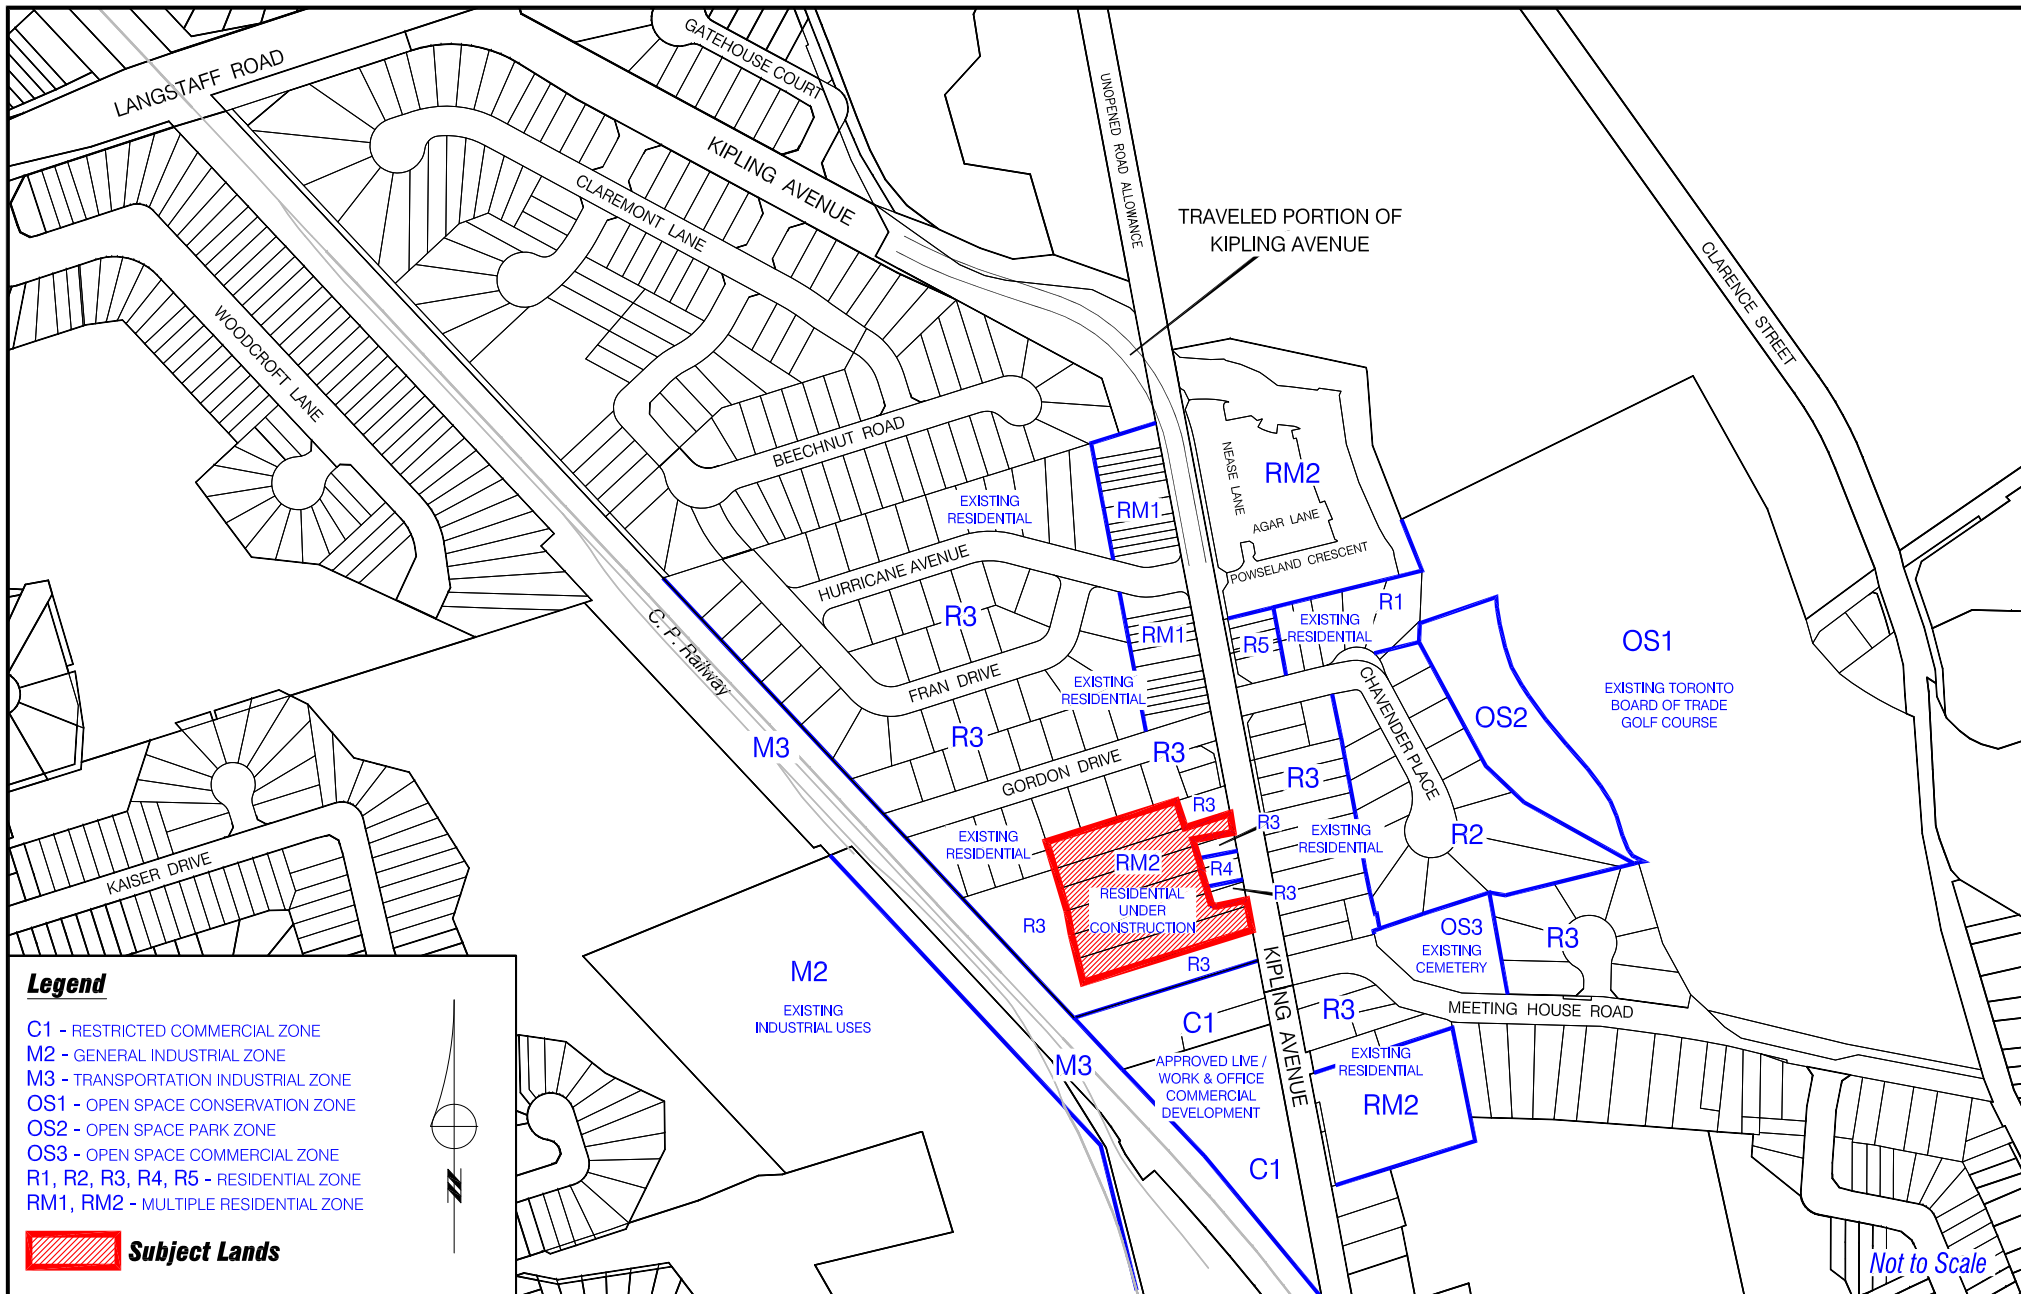 GATEHOUSE COURT
LANGSTAFF ROAD
UNOPENED ROAD ALLOWANCE
KIPLING AVENUE
CLAREMONT LANE
TRAVELED PORTION OF
KIPLING AVENUE
CLARENCE STREET
WOODCROFT LANE
BEECHNUT ROAD
NEASE LANE
RM2
AGAR LANE
POWSELAND CRESCENT
EXISTING
RESIDENTIAL
RM1
HURRICANE AVENUE
R3
C. P. Railway
RM1
R5
EXISTING
RESIDENTIAL
R1
OS1
EXISTING TORONTO
BOARD OF TRADE
GOLF COURSE
FRAN DRIVE
EXISTING
RESIDENTIAL
CHAVENDER PLACE
OS2
M3
R3
R3
GORDON DRIVE
R3
R3
R3
EXISTING
RESIDENTIAL
EXISTING
RESIDENTIAL
R2
KAISER DRIVE
RM2
RESIDENTIAL
UNDER
CONSTRUCTION
R4
R3
R3
R3
OS3
EXISTING
CEMETERY
R3
M2
EXISTING
INDUSTRIAL USES
KIPLING AVENUE
C1
R3
MEETING HOUSE ROAD
M3
APPROVED LIVE /
WORK & OFFICE
COMMERCIAL
DEVELOPMENT
EXISTING
RESIDENTIAL
RM2
C1
Legend
C1 - RESTRICTED COMMERCIAL ZONE
M2 - GENERAL INDUSTRIAL ZONE
M3 - TRANSPORTATION INDUSTRIAL ZONE
OS1 - OPEN SPACE CONSERVATION ZONE
OS2 - OPEN SPACE PARK ZONE
OS3 - OPEN SPACE COMMERCIAL ZONE
R1, R2, R3, R4, R5 - RESIDENTIAL ZONE
RM1, RM2 - MULTIPLE RESIDENTIAL ZONE
N
Subject Lands
Not to Scale